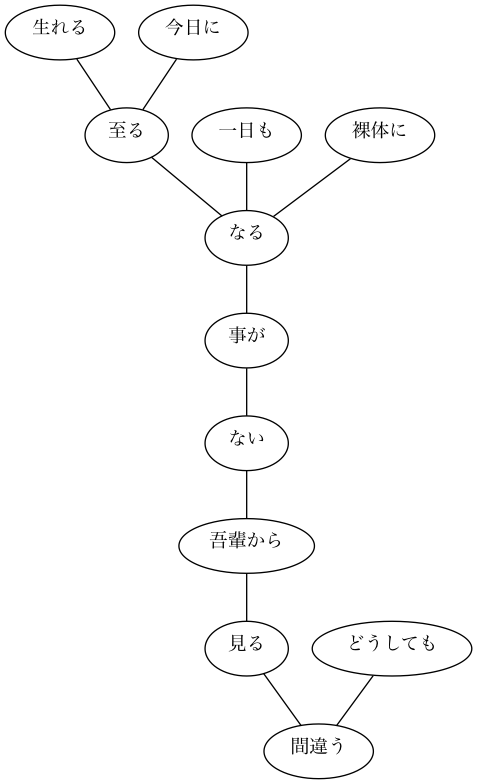 生れる
今日に
至る
一日も
裸体に
なる
事が
ない
吾輩から
見る
どうしても
間違う